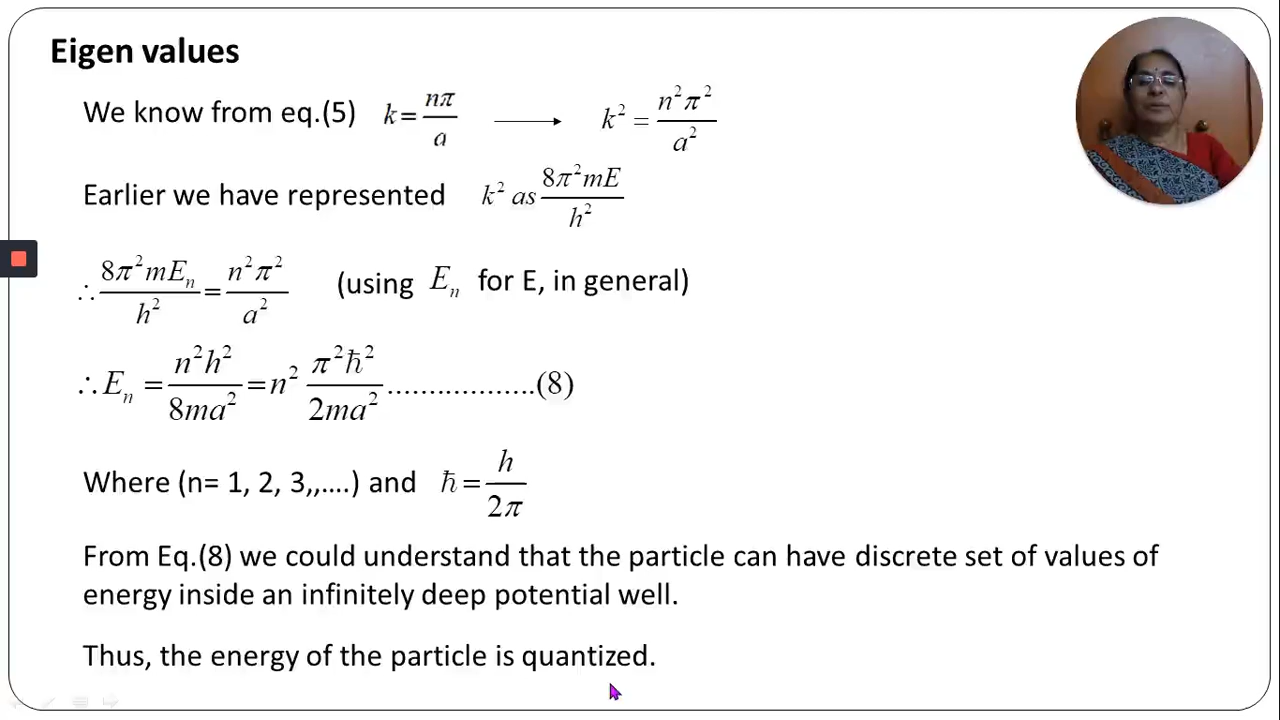 Eigen values
We know from eq.(5) k = nπ/a ⟶ k² = n²π²/a²
Earlier we have represented k² as 8π²mE/h²
∴ 8π²mEₙ/h² = n²π²/a² (using Eₙ for E, in general)
∴ Eₙ = n²h²/8ma² = n² π²ħ²/2ma² ..................(8)
Where (n= 1, 2, 3,,….) and ħ = h/2π
From Eq.(8) we could understand that the particle can have discrete set of values of
energy inside an infinitely deep potential well.
Thus, the energy of the particle is quantized.